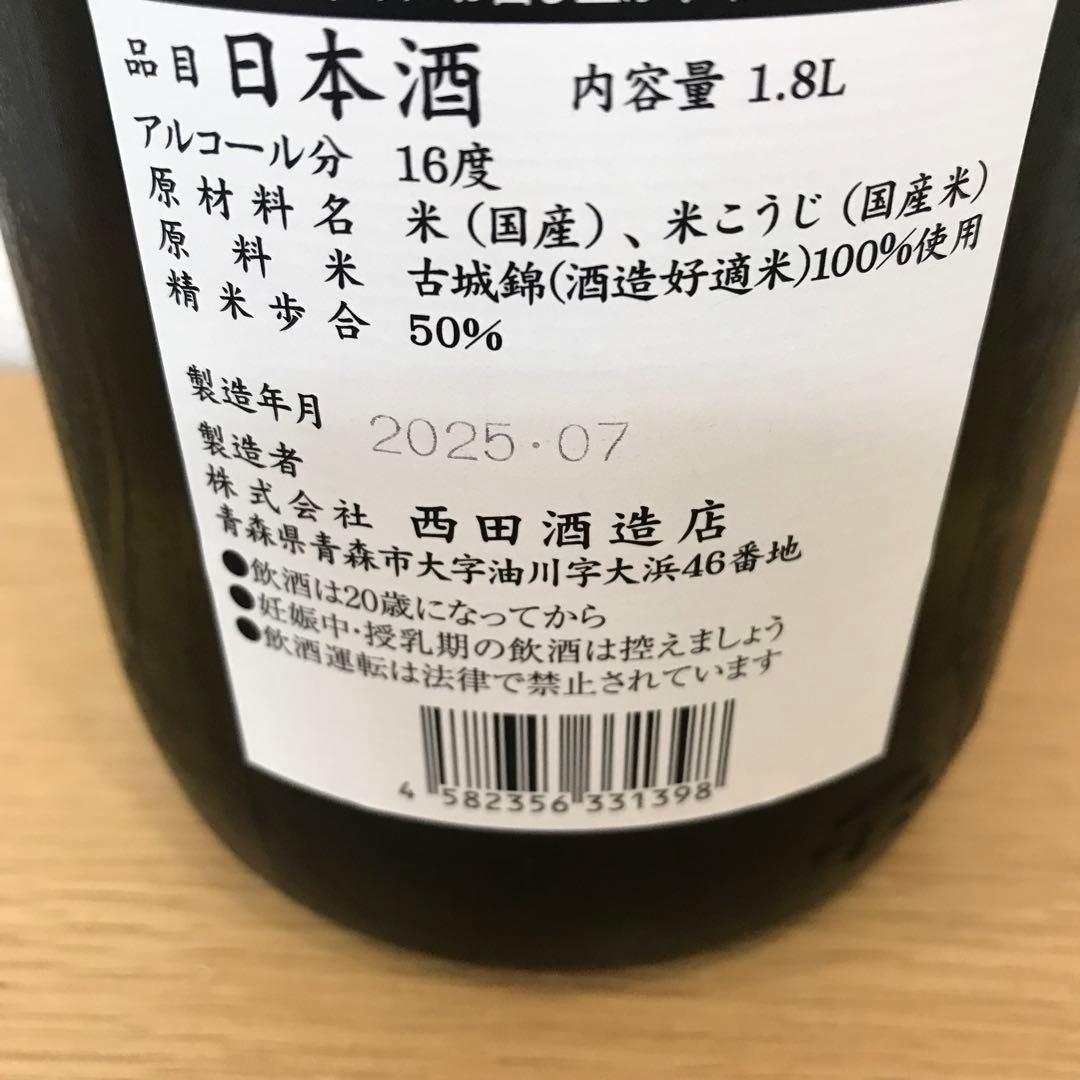 品目 日本酒 内容量 1.8L
アルコール分 16度
原材料名 米（国産）、米こうじ（国産米）
原料米 古城錦(酒造好適米)100%使用
精米歩合 50%
製造年月 2025.07
製造者
株式会社 西田酒造店
青森県青森市大字油川字大浜46番地
●飲酒は20歳になってから
●妊娠中・授乳期の飲酒は控えましょう
●飲酒運転は法律で禁止されています
4 582356 331398